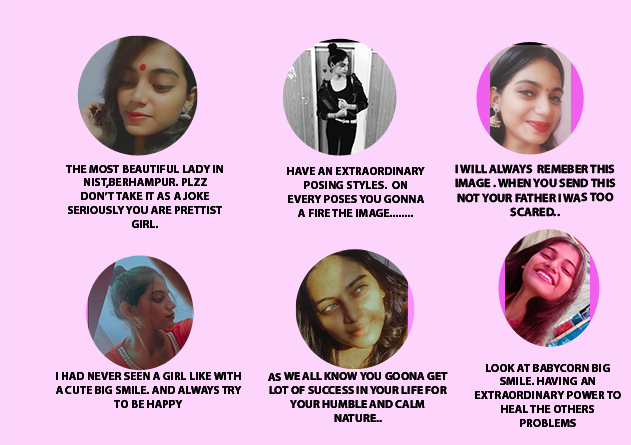 THE MOST BEAUTIFUL LADY IN
NIST,BERHAMPUR. PLZZ
DON'T TAKE IT AS A JOKE
SERIOUSLY YOU ARE PRETTIST
GIRL.
HAVE AN EXTRAORDINARY
POSING STYLES. ON
EVERY POSES YOU GONNA
A FIRE THE IMAGE........
I WILL ALWAYS REMEBER THIS
IMAGE . WHEN YOU SEND THIS
NOT YOUR FATHER I WAS TOO
SCARED..
I HAD NEVER SEEN A GIRL LIKE WITH
A CUTE BIG SMILE. AND ALWAYS TRY
TO BE HAPPY
AS WE ALL KNOW YOU GOONA GET
LOT OF SUCCESS IN YOUR LIFE FOR
YOUR HUMBLE AND CALM
NATURE..
LOOK AT BABYCORN BIG
SMILE. HAVING AN
EXTRAORDINARY POWER TO
HEAL THE OTHERS
PROBLEMS